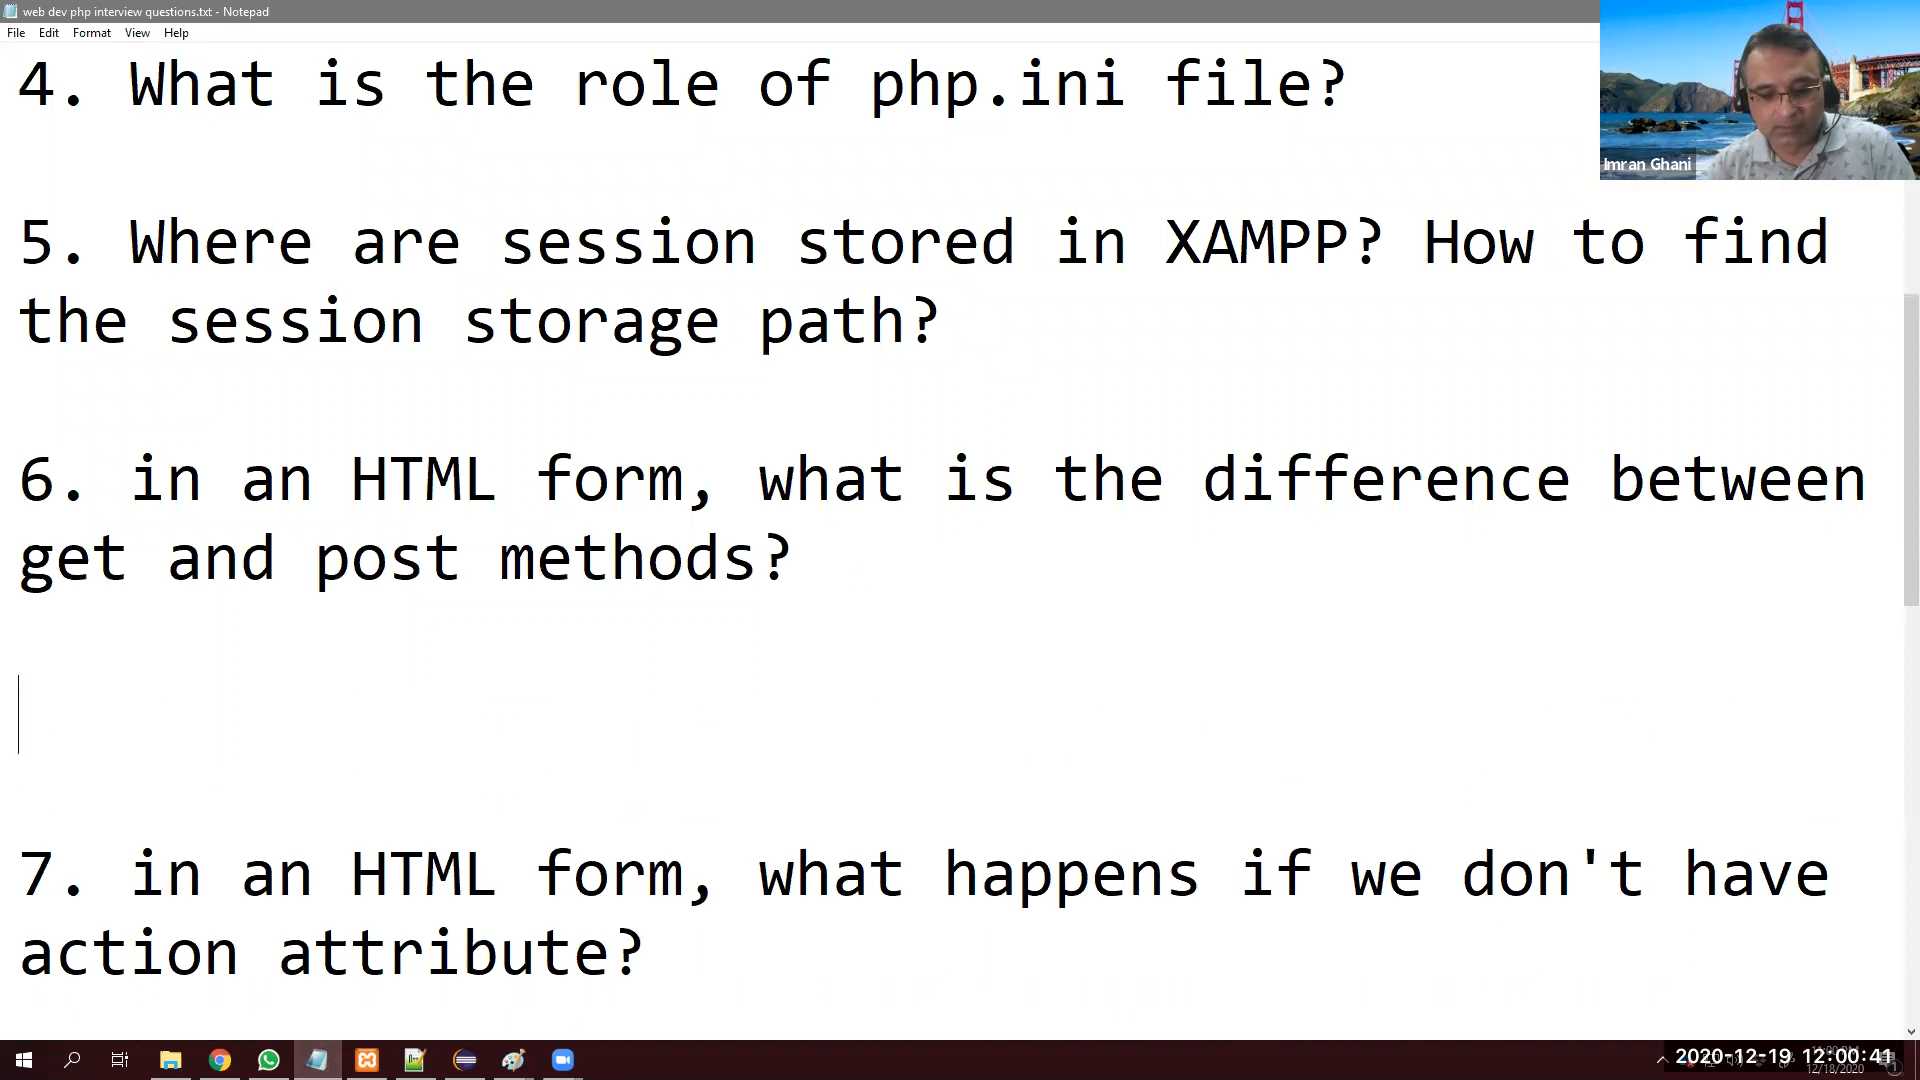 web dev php interview questions.txt - Notepad
File Edit Format View Help
4. What is the role of php.ini file?
Imran Ghani
5. Where are session stored in XAMPP? How to find
the session storage path?
6. in an HTML form, what is the difference between
get and post methods?
7. in an HTML form, what happens if we don't have
action attribute?
2020-12-19 12:00:41
12/18/2020